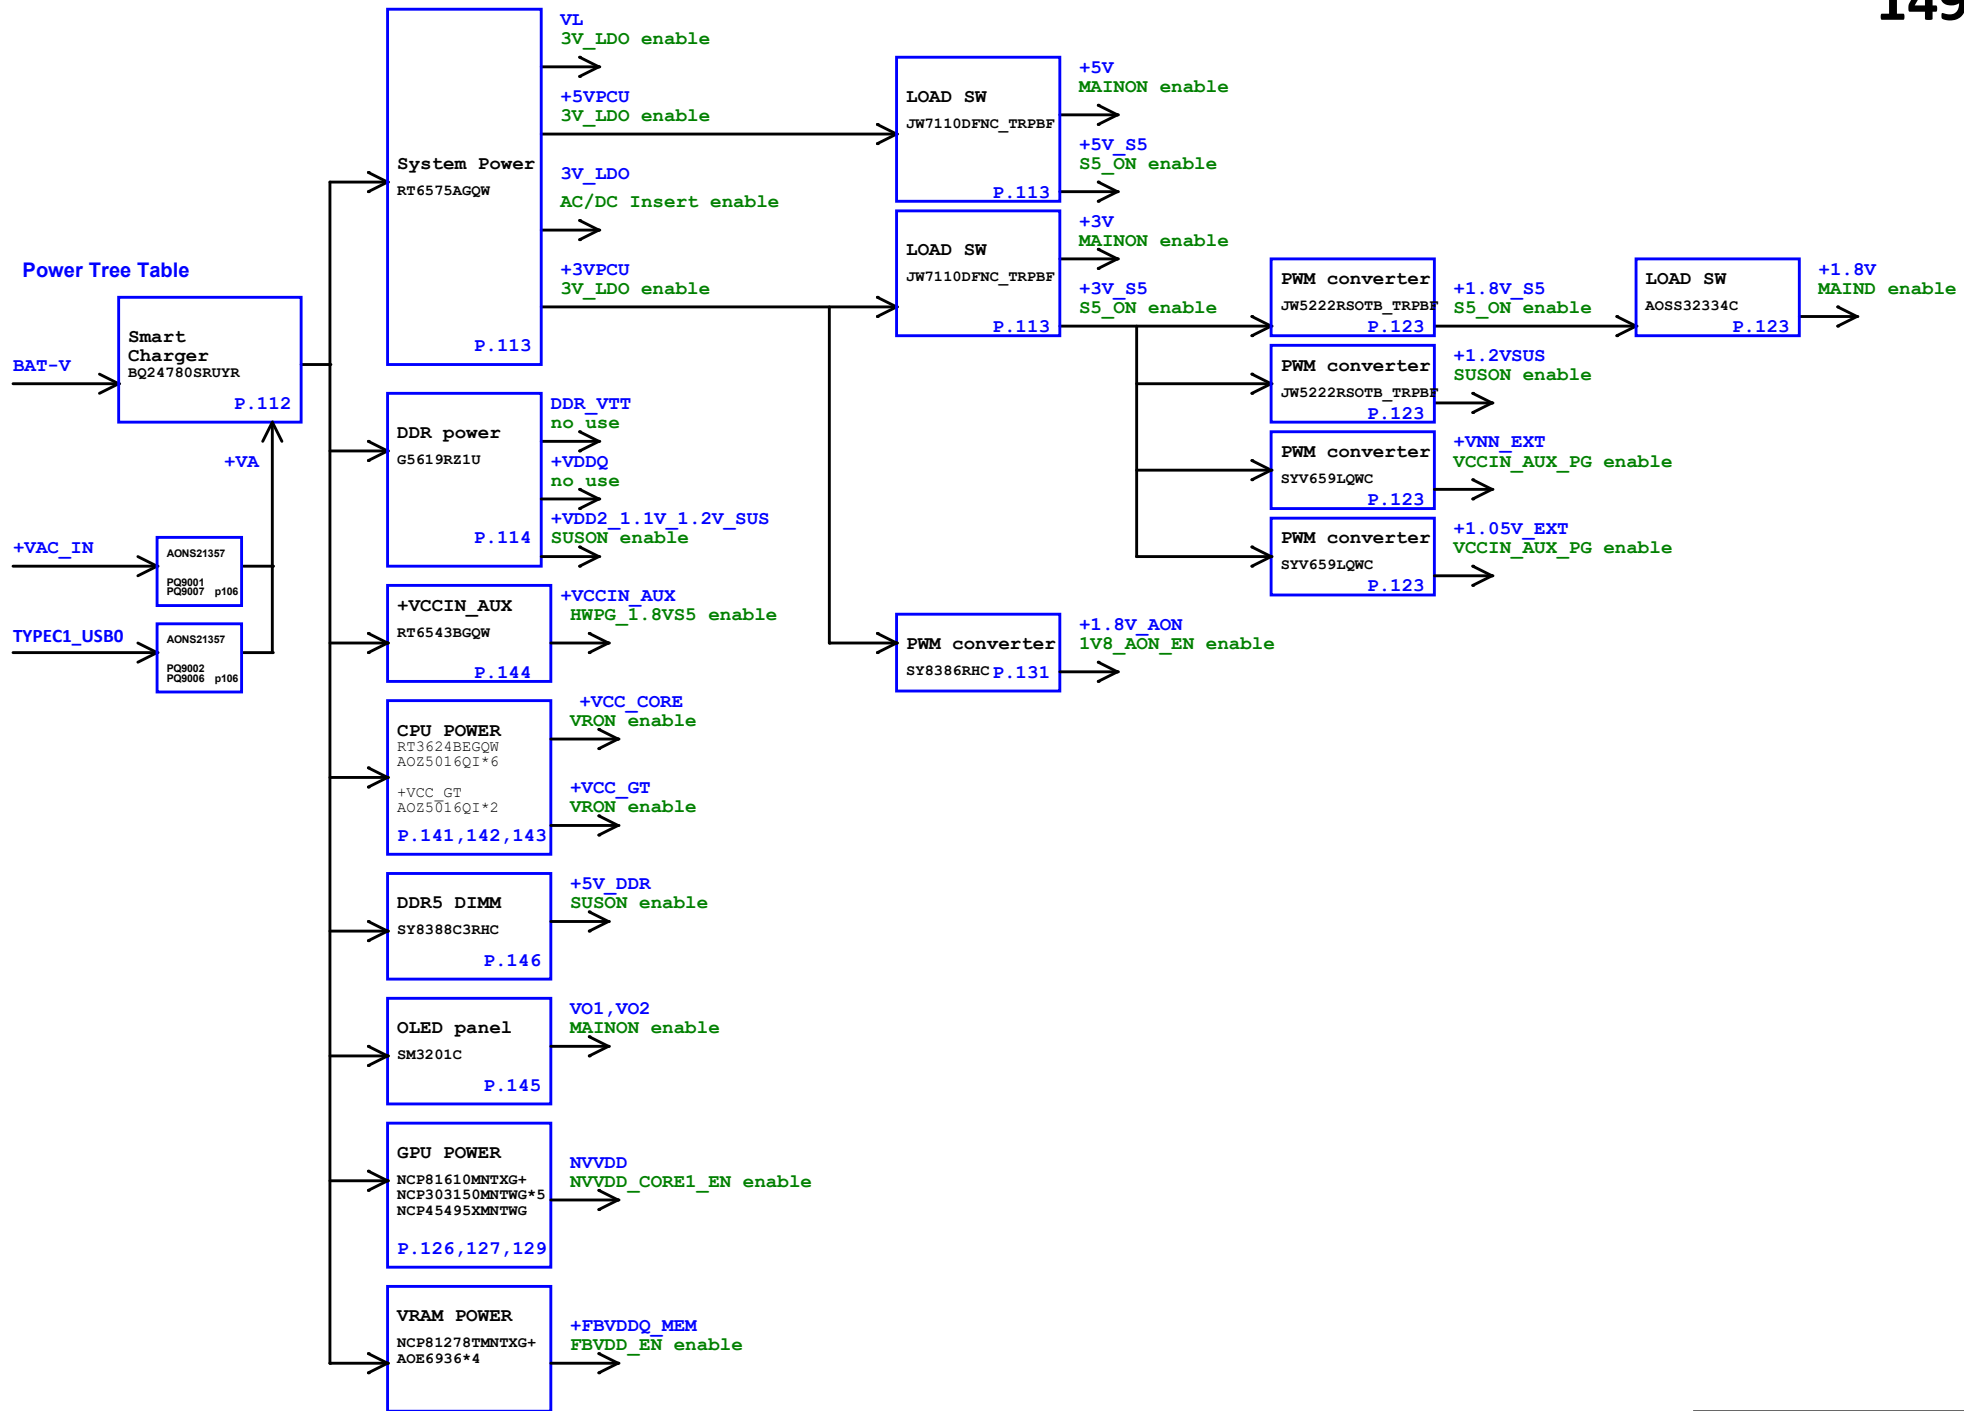 149
Power Tree Table
BAT-V
Smart
Charger
BQ24780SRUYR
P.112
+VA
+VAC_IN
AONS21357
PQ9001
PQ9007 p106
TYPEC1_USB0
AONS21357
PQ9002
PQ9006 p106
System Power
RT6575AGQW
P.113
VL
3V_LDO enable
+5VPCU
3V_LDO enable
3V_LDO
AC/DC Insert enable
+3VPCU
3V_LDO enable
LOAD SW
JW7110DFNC_TRPBF
P.113
+5V
MAINON enable
+5V_S5
S5_ON enable
LOAD SW
JW7110DFNC_TRPBF
P.113
+3V
MAINON enable
+3V_S5
S5_ON enable
PWM converter
JW5222RSOTB_TRPBF
P.123
+1.8V_S5
S5_ON enable
LOAD SW
AOSS32334C
P.123
+1.8V
MAIND enable
PWM converter
JW5222RSOTB_TRPBF
P.123
+1.2VSUS
SUSON enable
PWM converter
SYV659LQWC
P.123
+VNN_EXT
VCCIN_AUX_PG enable
PWM converter
SYV659LQWC
P.123
+1.05V_EXT
VCCIN_AUX_PG enable
PWM converter
SY8386RHC P.131
+1.8V_AON
1V8_AON_EN enable
DDR power
G5619RZ1U
P.114
DDR_VTT
no use
+VDDQ
no use
+VDD2_1.1V_1.2V_SUS
SUSON enable
+VCCIN_AUX
RT6543BGQW
P.144
+VCCIN_AUX
HWPG_1.8VS5 enable
CPU POWER
RT3624BEGQW
AOZ5016QI*6
+VCC_GT
AOZ5016QI*2
P.141,142,143
+VCC_CORE
VRON enable
+VCC_GT
VRON enable
DDR5 DIMM
SY8388C3RHC
P.146
+5V_DDR
SUSON enable
OLED panel
SM3201C
P.145
VO1,VO2
MAINON enable
GPU POWER
NCP81610MNTXG+
NCP303150MNTWG*5
NCP45495XMNTWG
P.126,127,129
NVVDD
NVVDD_CORE1_EN enable
VRAM POWER
NCP81278TMNTXG+
AOE6936*4
+FBVDDQ_MEM
FBVDD_EN enable